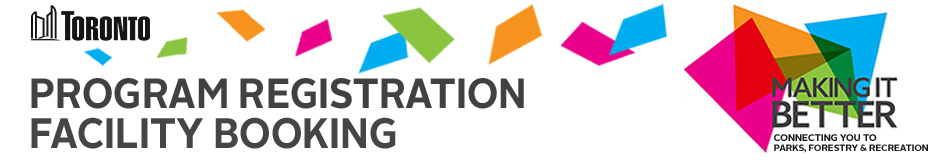 TORONTO
PROGRAM REGISTRATION
FACILITY BOOKING
MAKING IT
BETTER
CONNECTING YOU TO
PARKS, FORESTRY & RECREATION